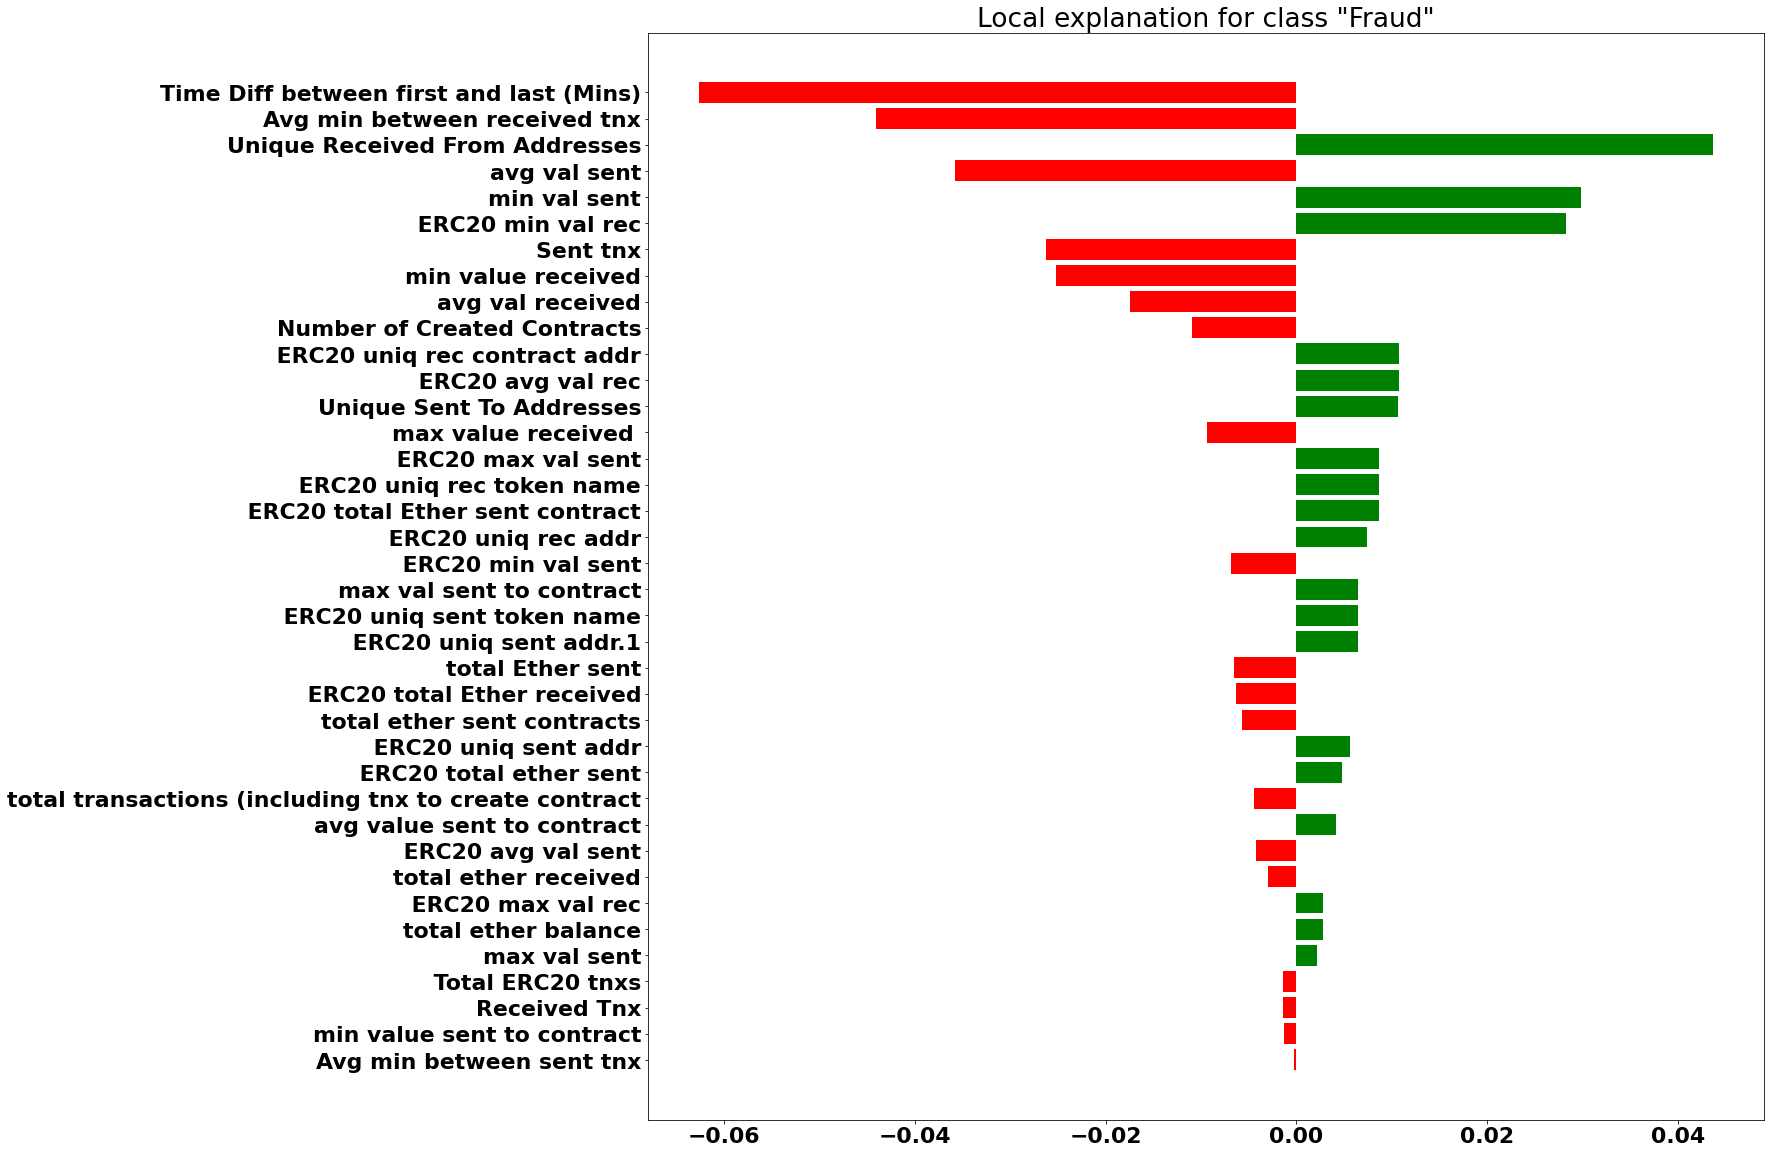 Local explanation for class "Fraud"
Time Diff between first and last (Mins)
Avg min between received tnx
Unique Received From Addresses
avg val sent
min val sent
ERC20 min val rec
Sent tnx
min value received
avg val received
Number of Created Contracts
ERC20 uniq rec contract addr
ERC20 avg val rec
Unique Sent To Addresses
max value received
ERC20 max val sent
ERC20 uniq rec token name
ERC20 total Ether sent contract
ERC20 uniq rec addr
ERC20 min val sent
max val sent to contract
ERC20 uniq sent token name
ERC20 uniq sent addr.1
total Ether sent
ERC20 total Ether received
total ether sent contracts
ERC20 uniq sent addr
ERC20 total ether sent
total transactions (including tnx to create contract
avg value sent to contract
ERC20 avg val sent
total ether received
ERC20 max val rec
total ether balance
max val sent
Total ERC20 tnxs
Received Tnx
min value sent to contract
Avg min between sent tnx
−0.06 −0.04 −0.02 0.00 0.02 0.04